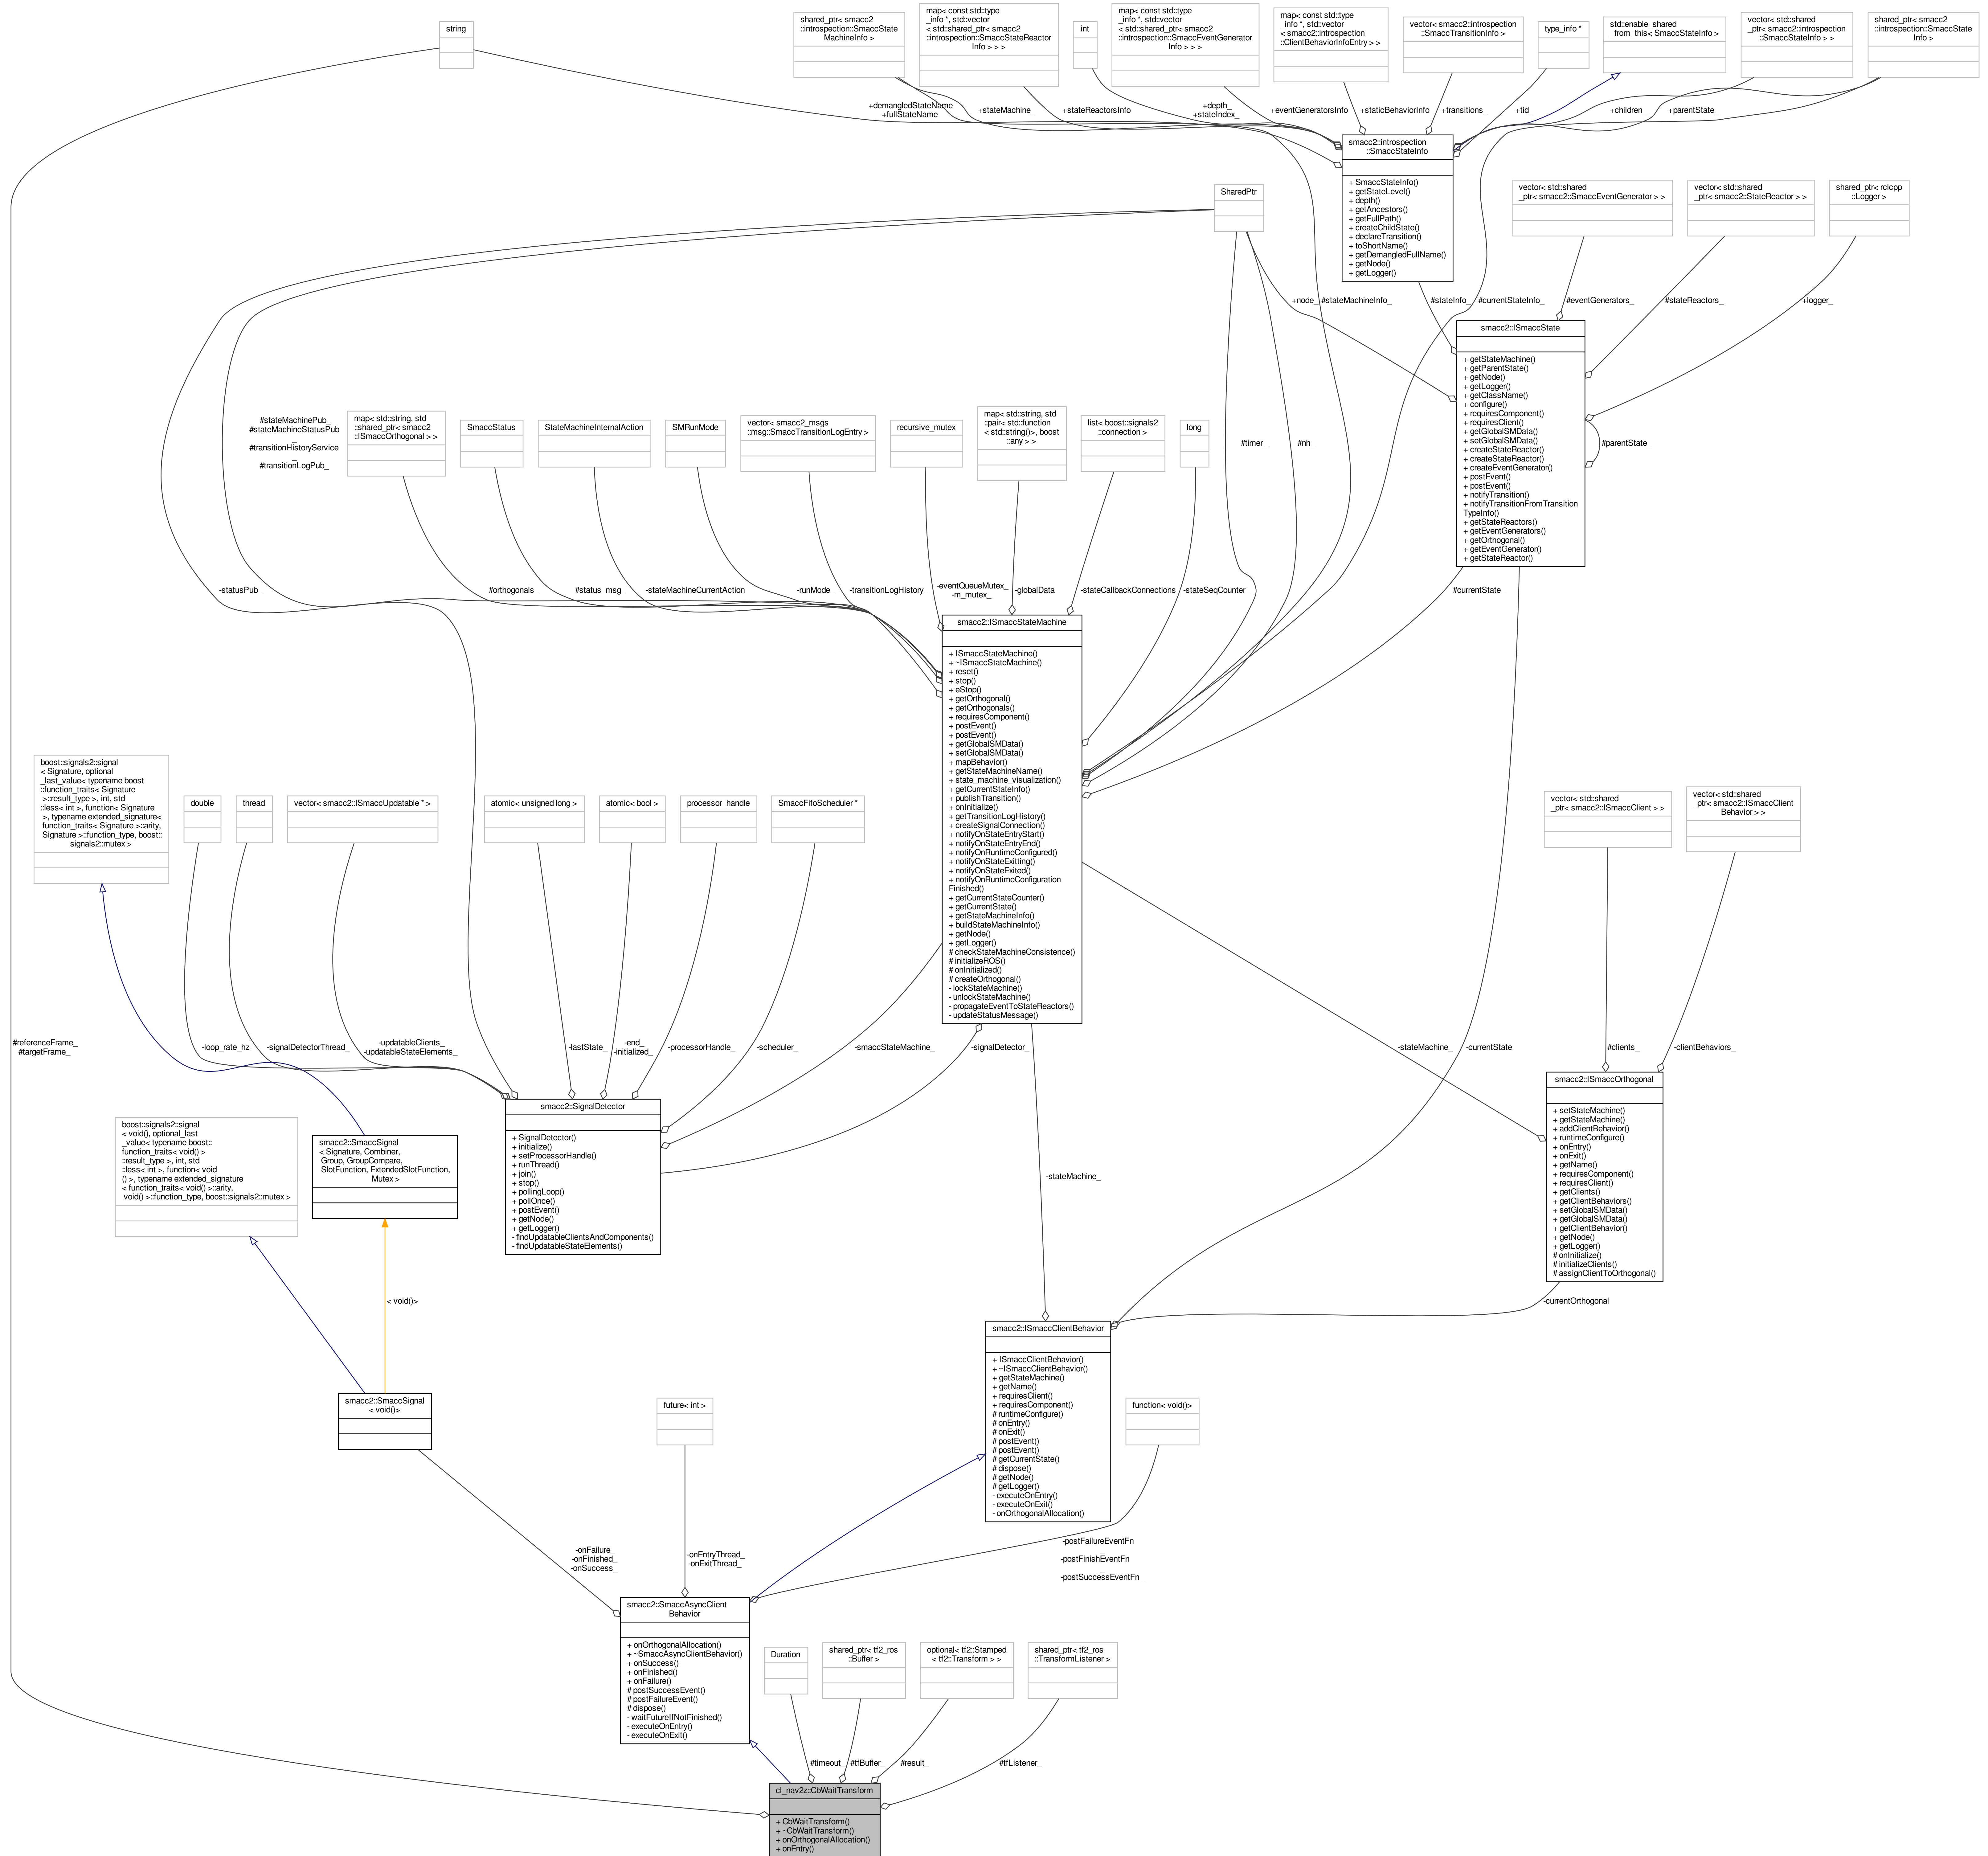 string
shared_ptr< smacc2
::introspection::SmaccState
MachineInfo >
map< const std::type
_info *, std::vector
< std::shared_ptr< smacc2
::introspection::SmaccStateReactor
Info > > >
int
map< const std::type
_info *, std::vector
< std::shared_ptr< smacc2
::introspection::SmaccEventGenerator
Info > > >
map< const std::type
_info *, std::vector
< smacc2::introspection
::ClientBehaviorInfoEntry > >
vector< smacc2::introspection
::SmaccTransitionInfo >
type_info *
std::enable_shared
_from_this< SmaccStateInfo >
vector< std::shared
_ptr< smacc2::introspection
::SmaccStateInfo > >
shared_ptr< smacc2
::introspection::SmaccState
Info >
+demangledStateName
+fullStateName
+stateMachine_
+stateReactorsInfo
+depth_
+stateIndex_
+eventGeneratorsInfo
+staticBehaviorInfo
+transitions_
+tid_
+children_
+parentState_
smacc2::introspection
::SmaccStateInfo
+ SmaccStateInfo()
+ getStateLevel()
+ depth()
+ getAncestors()
+ getFullPath()
+ createChildState()
+ declareTransition()
+ toShortName()
+ getDemangledFullName()
+ getNode()
+ getLogger()
SharedPtr
vector< std::shared
_ptr< smacc2::SmaccEventGenerator > >
vector< std::shared
_ptr< smacc2::StateReactor > >
shared_ptr< rclcpp
::Logger >
+node_
#stateMachineInfo_
#stateInfo_
#currentStateInfo_
#eventGenerators_
#stateReactors_
+logger_
smacc2::ISmaccState
+ getStateMachine()
+ getParentState()
+ getNode()
+ getLogger()
+ getClassName()
+ configure()
+ requiresComponent()
+ requiresClient()
+ getGlobalSMData()
+ setGlobalSMData()
+ createStateReactor()
+ createStateReactor()
+ createEventGenerator()
+ postEvent()
+ postEvent()
+ notifyTransition()
+ notifyTransitionFromTransition
TypeInfo()
+ getStateReactors()
+ getEventGenerators()
+ getOrthogonal()
+ getEventGenerator()
+ getStateReactor()
#parentState_
#stateMachinePub_
#stateMachineStatusPub
_
#transitionHistoryService
_
#transitionLogPub_
map< std::string, std
::shared_ptr< smacc2
::ISmaccOrthogonal > >
SmaccStatus
StateMachineInternalAction
SMRunMode
vector< smacc2_msgs
::msg::SmaccTransitionLogEntry >
recursive_mutex
map< std::string, std
::pair< std::function
< std::string()>, boost
::any > >
list< boost::signals2
::connection >
long
#timer_
#nh_
-statusPub_
#orthogonals_
#status_msg_
-stateMachineCurrentAction
-runMode_
-transitionLogHistory_
-eventQueueMutex_
-m_mutex_
-globalData_
-stateCallbackConnections
-stateSeqCounter_
#currentState_
smacc2::ISmaccStateMachine
+ ISmaccStateMachine()
+ ~ISmaccStateMachine()
+ reset()
+ stop()
+ eStop()
+ getOrthogonal()
+ getOrthogonals()
+ requiresComponent()
+ postEvent()
+ postEvent()
+ getGlobalSMData()
+ setGlobalSMData()
+ mapBehavior()
+ getStateMachineName()
+ state_machine_visualization()
+ getCurrentStateInfo()
+ publishTransition()
+ onInitialize()
+ getTransitionLogHistory()
+ createSignalConnection()
+ notifyOnStateEntryStart()
+ notifyOnStateEntryEnd()
+ notifyOnRuntimeConfigured()
+ notifyOnStateExitting()
+ notifyOnStateExited()
+ notifyOnRuntimeConfiguration
Finished()
+ getCurrentStateCounter()
+ getCurrentState()
+ getStateMachineInfo()
+ buildStateMachineInfo()
+ getNode()
+ getLogger()
# checkStateMachineConsistence()
# initializeROS()
# onInitialized()
# createOrthogonal()
- lockStateMachine()
- unlockStateMachine()
- propagateEventToStateReactors()
- updateStatusMessage()
boost::signals2::signal
< Signature, optional
_last_value< typename boost
::function_traits< Signature
>::result_type >, int, std
::less< int >, function< Signature
>, typename extended_signature<
function_traits< Signature >::arity,
Signature >::function_type, boost::
signals2::mutex >
double
thread
vector< smacc2::ISmaccUpdatable * >
atomic< unsigned long >
atomic< bool >
processor_handle
SmaccFifoScheduler *
vector< std::shared
_ptr< smacc2::ISmaccClient > >
vector< std::shared
_ptr< smacc2::ISmaccClient
Behavior > >
#referenceFrame_
#targetFrame_
-loop_rate_hz
-signalDetectorThread_
-updatableClients_
-updatableStateElements_
-lastState_
-end_
-initialized_
-processorHandle_
-scheduler_
-smaccStateMachine_
-signalDetector_
-stateMachine_
-currentState
#clients_
-clientBehaviors_
smacc2::ISmaccOrthogonal
+ setStateMachine()
+ getStateMachine()
+ addClientBehavior()
+ runtimeConfigure()
+ onEntry()
+ onExit()
+ getName()
+ requiresComponent()
+ requiresClient()
+ getClients()
+ getClientBehaviors()
+ setGlobalSMData()
+ getGlobalSMData()
+ getClientBehavior()
+ getNode()
+ getLogger()
# onInitialize()
# initializeClients()
# assignClientToOrthogonal()
smacc2::SignalDetector
+ SignalDetector()
+ initialize()
+ setProcessorHandle()
+ runThread()
+ join()
+ stop()
+ pollingLoop()
+ pollOnce()
+ postEvent()
+ getNode()
+ getLogger()
- findUpdatableClientsAndComponents()
- findUpdatableStateElements()
boost::signals2::signal
< void(), optional_last
_value< typename boost::
function_traits< void() >
::result_type >, int, std
::less< int >, function< void
() >, typename extended_signature
< function_traits< void() >::arity,
void() >::function_type, boost::signals2::mutex >
smacc2::SmaccSignal
< Signature, Combiner,
Group, GroupCompare,
SlotFunction, ExtendedSlotFunction,
Mutex >
-stateMachine_
< void()>
-currentOrthogonal
smacc2::ISmaccClientBehavior
+ ISmaccClientBehavior()
+ ~ISmaccClientBehavior()
+ getStateMachine()
+ getName()
+ requiresClient()
+ requiresComponent()
# runtimeConfigure()
# onEntry()
# onExit()
# postEvent()
# postEvent()
# getCurrentState()
# dispose()
# getNode()
# getLogger()
- executeOnEntry()
- executeOnExit()
- onOrthogonalAllocation()
smacc2::SmaccSignal
< void()>
future< int >
function< void()>
-onFailure_
-onFinished_
-onSuccess_
-onEntryThread_
-onExitThread_
-postFailureEventFn
_
-postFinishEventFn
_
-postSuccessEventFn_
smacc2::SmaccAsyncClient
Behavior
+ onOrthogonalAllocation()
+ ~SmaccAsyncClientBehavior()
+ onSuccess()
+ onFinished()
+ onFailure()
# postSuccessEvent()
# postFailureEvent()
# dispose()
- waitFutureIfNotFinished()
- executeOnEntry()
- executeOnExit()
Duration
shared_ptr< tf2_ros
::Buffer >
optional< tf2::Stamped
< tf2::Transform > >
shared_ptr< tf2_ros
::TransformListener >
#timeout_
#tfBuffer_
#result_
#tfListener_
cl_nav2z::CbWaitTransform
+ CbWaitTransform()
+ ~CbWaitTransform()
+ onOrthogonalAllocation()
+ onEntry()